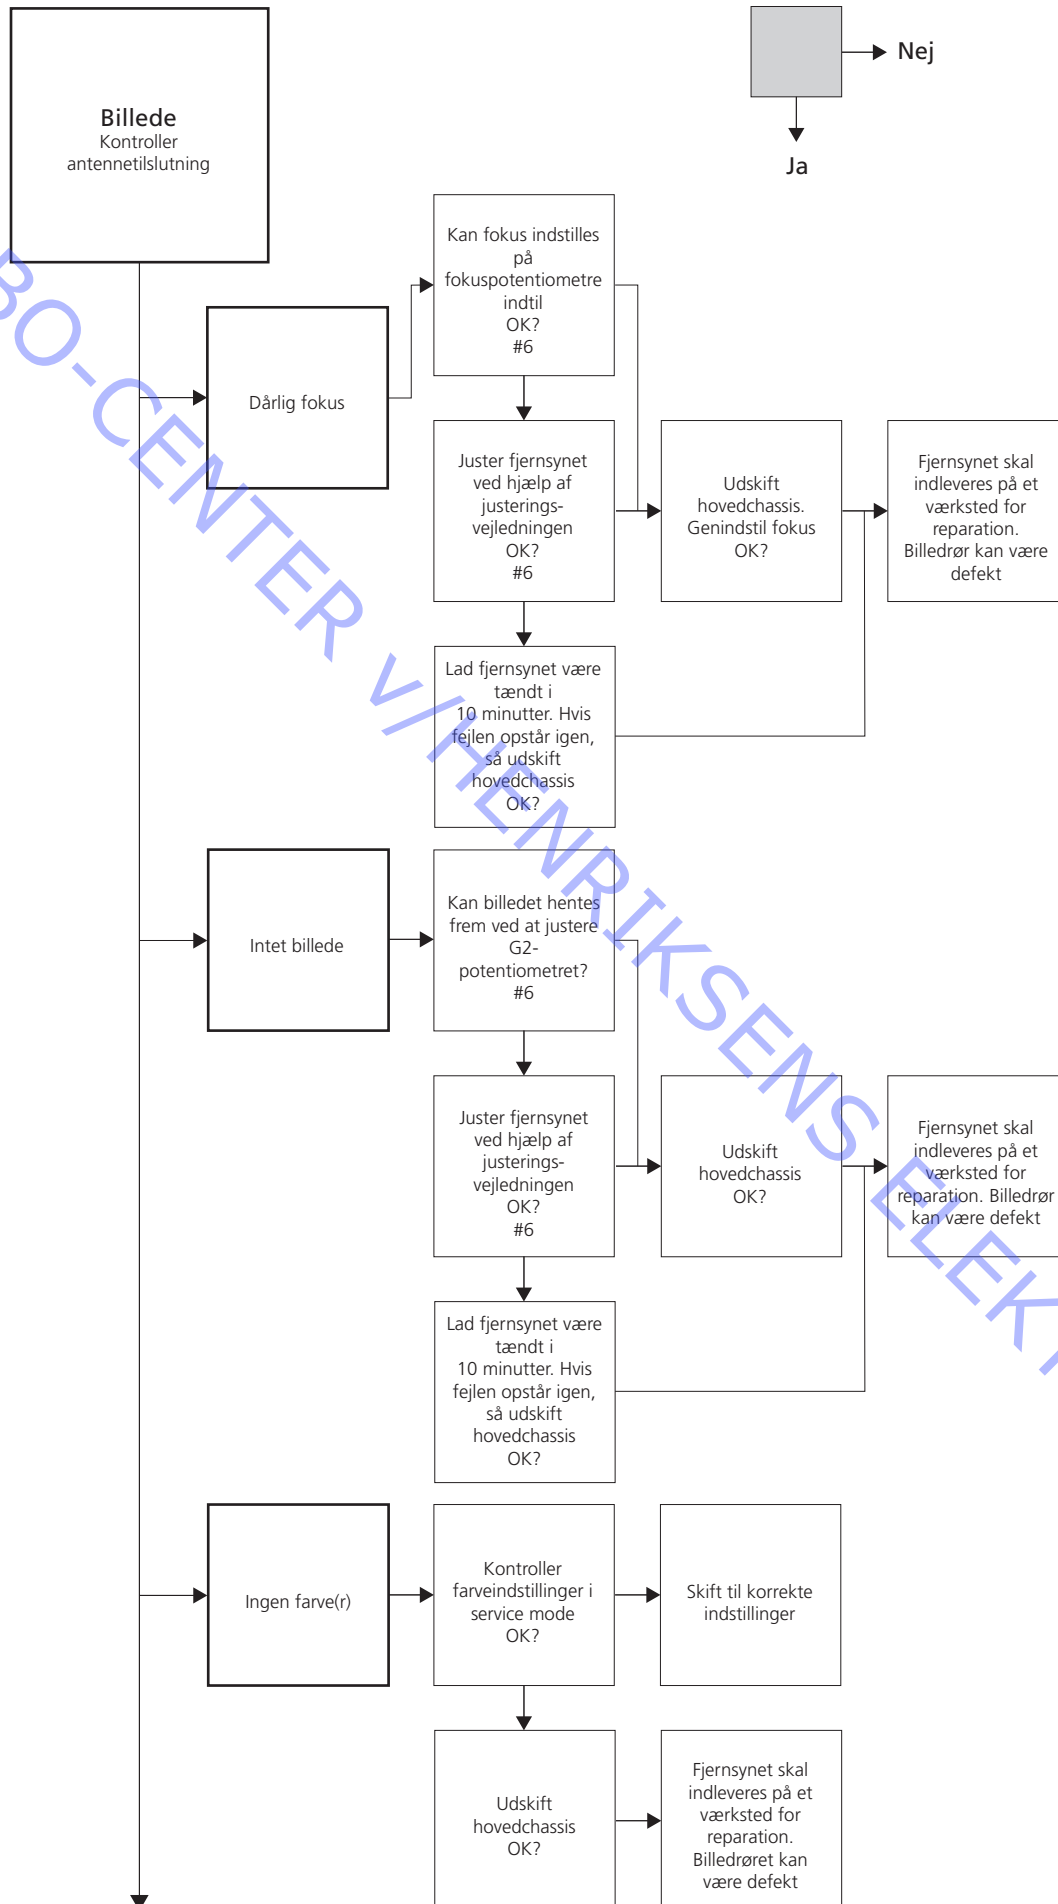 Billede
Kontroller
antennetilslutning
Nej
Ja
Dårlig fokus
Kan fokus indstilles
på
fokuspotentiometre
indtil
OK?
#6
Juster fjernsynet
ved hjælp af
justerings-
vejledningen
OK?
#6
Udskift
hovedchassis.
Genindstil fokus
OK?
Fjernsynet skal
indleveres på et
værksted for
reparation.
Billedrør kan være
defekt
Lad fjernsynet være
tændt i
10 minutter. Hvis
fejlen opstår igen,
så udskift
hovedchassis
OK?
Intet billede
Kan billedet hentes
frem ved at justere
G2-
potentiometret?
#6
Juster fjernsynet
ved hjælp af
justerings-
vejledningen
OK?
#6
Udskift
hovedchassis
OK?
Fjernsynet skal
indleveres på et
værksted for
reparation. Billedrør
kan være defekt
Lad fjernsynet være
tændt i
10 minutter. Hvis
fejlen opstår igen,
så udskift
hovedchassis
OK?
Ingen farve(r)
Kontroller
farveindstillinger i
service mode
OK?
Skift til korrekte
indstillinger
Udskift
hovedchassis
OK?
Fjernsynet skal
indleveres på et
værksted for
reparation.
Billedrøret kan
være defekt
BO-CENTER v/HENRIKSENS ELEKT